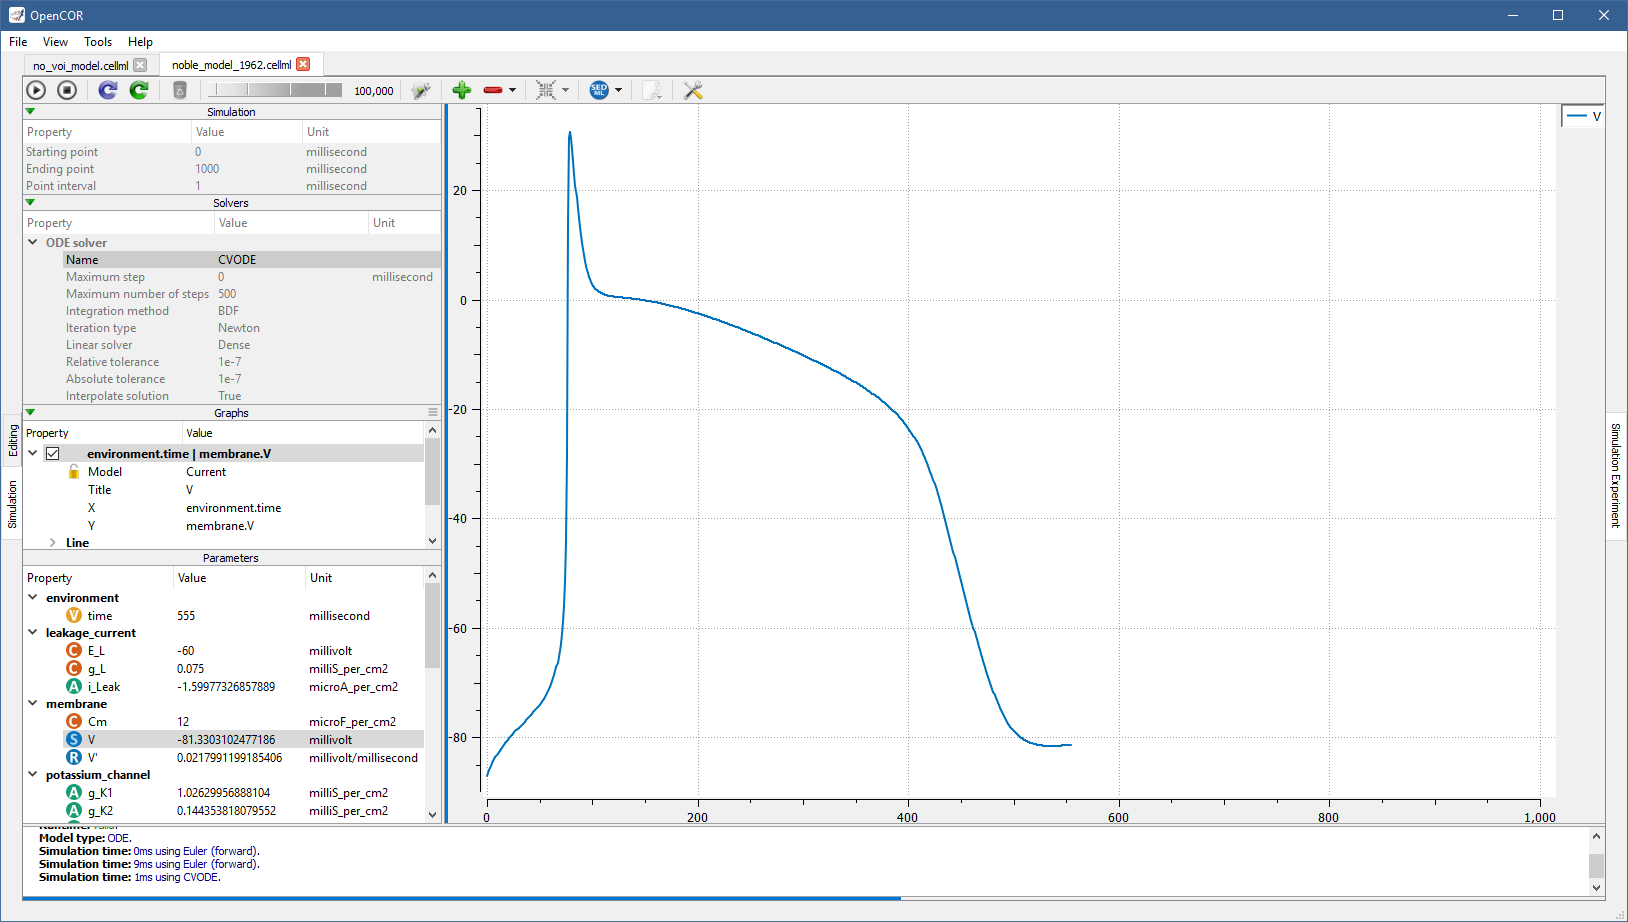 OpenCOR
File View Tools Help
no_voi_model.cellml noble_model_1962.cellml
100,000 SED ML
Simulation
Property Value Unit
Starting point 0 millisecond
Ending point 1000 millisecond
Point interval 1 millisecond
Solvers
Property Value Unit
ODE solver
Name CVODE
Maximum step 0 millisecond
Maximum number of steps 500
Integration method BDF
Iteration type Newton
Linear solver Dense
Relative tolerance 1e-7
Absolute tolerance 1e-7
Interpolate solution True
Graphs
Property Value
environment.time | membrane.V
Model Current
Title V
X environment.time
Y membrane.V
Line
Parameters
Property Value Unit
environment
V time 555 millisecond
leakage_current
C E_L -60 millivolt
C g_L 0.075 milliS_per_cm2
A i_Leak -1.59977326857889 microA_per_cm2
membrane
C Cm 12 microF_per_cm2
S V -81.3303102477186 millivolt
R V' 0.0217991199185406 millivolt/millisecond
potassium_channel
A g_K1 1.02629956888104 milliS_per_cm2
A g_K2 0.144353818079552 milliS_per_cm2
Editing
Simulation
20
0
-20
-40
-60
-80
0 200 400 600 800 1,000
V
Simulation Experiment
Model type: ODE.
Simulation time: 0ms using Euler (forward).
Simulation time: 9ms using Euler (forward).
Simulation time: 1ms using CVODE.